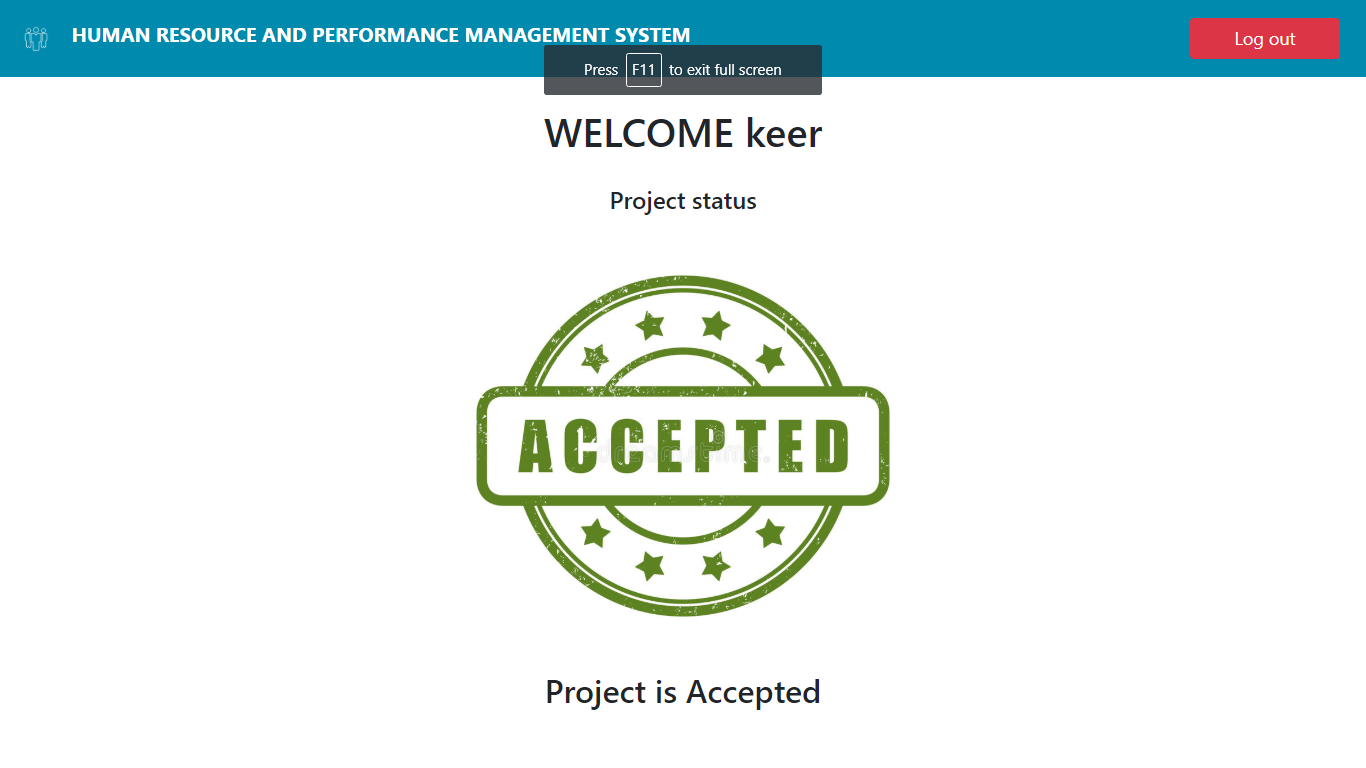 HUMAN RESOURCE AND PERFORMANCE MANAGEMENT SYSTEM
Log out
Press F11 to exit full screen
WELCOME keer
Project status
ACCEPTED
dreamstime.
Project is Accepted